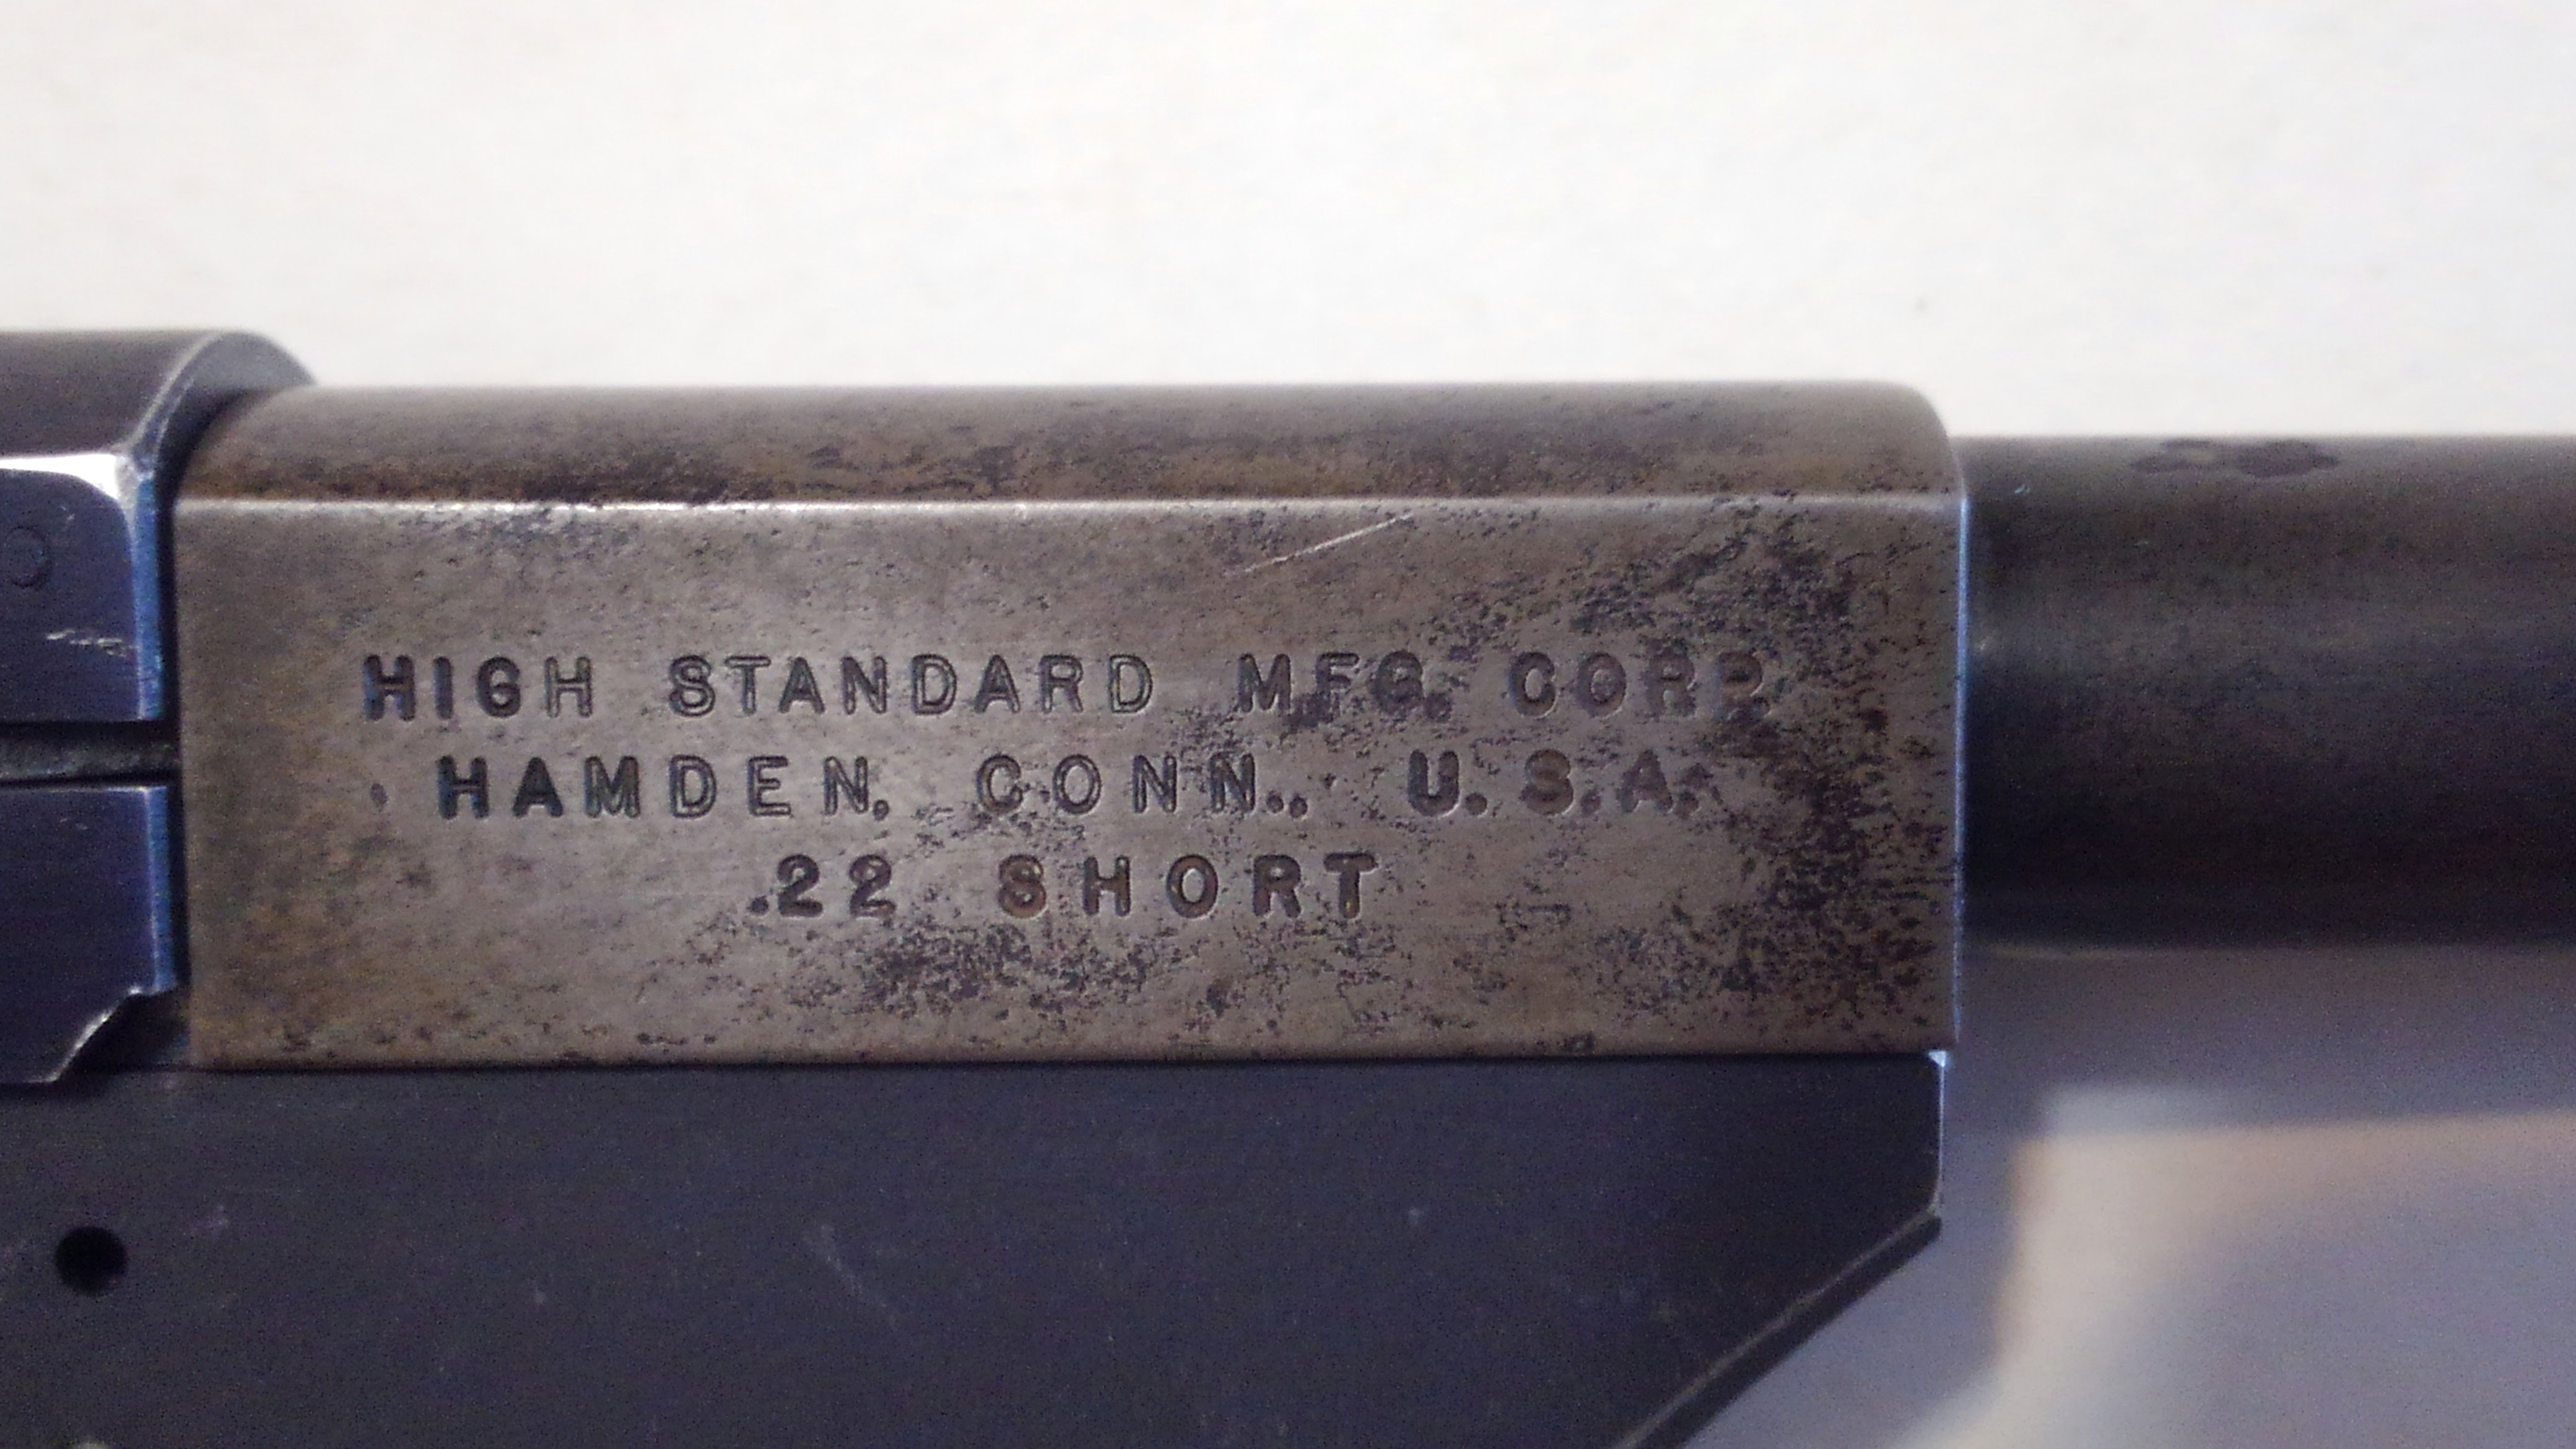 HIGH STANDARD MFG. CORP.
HAMDEN, CONN., U.S.A.
.22 SHORT